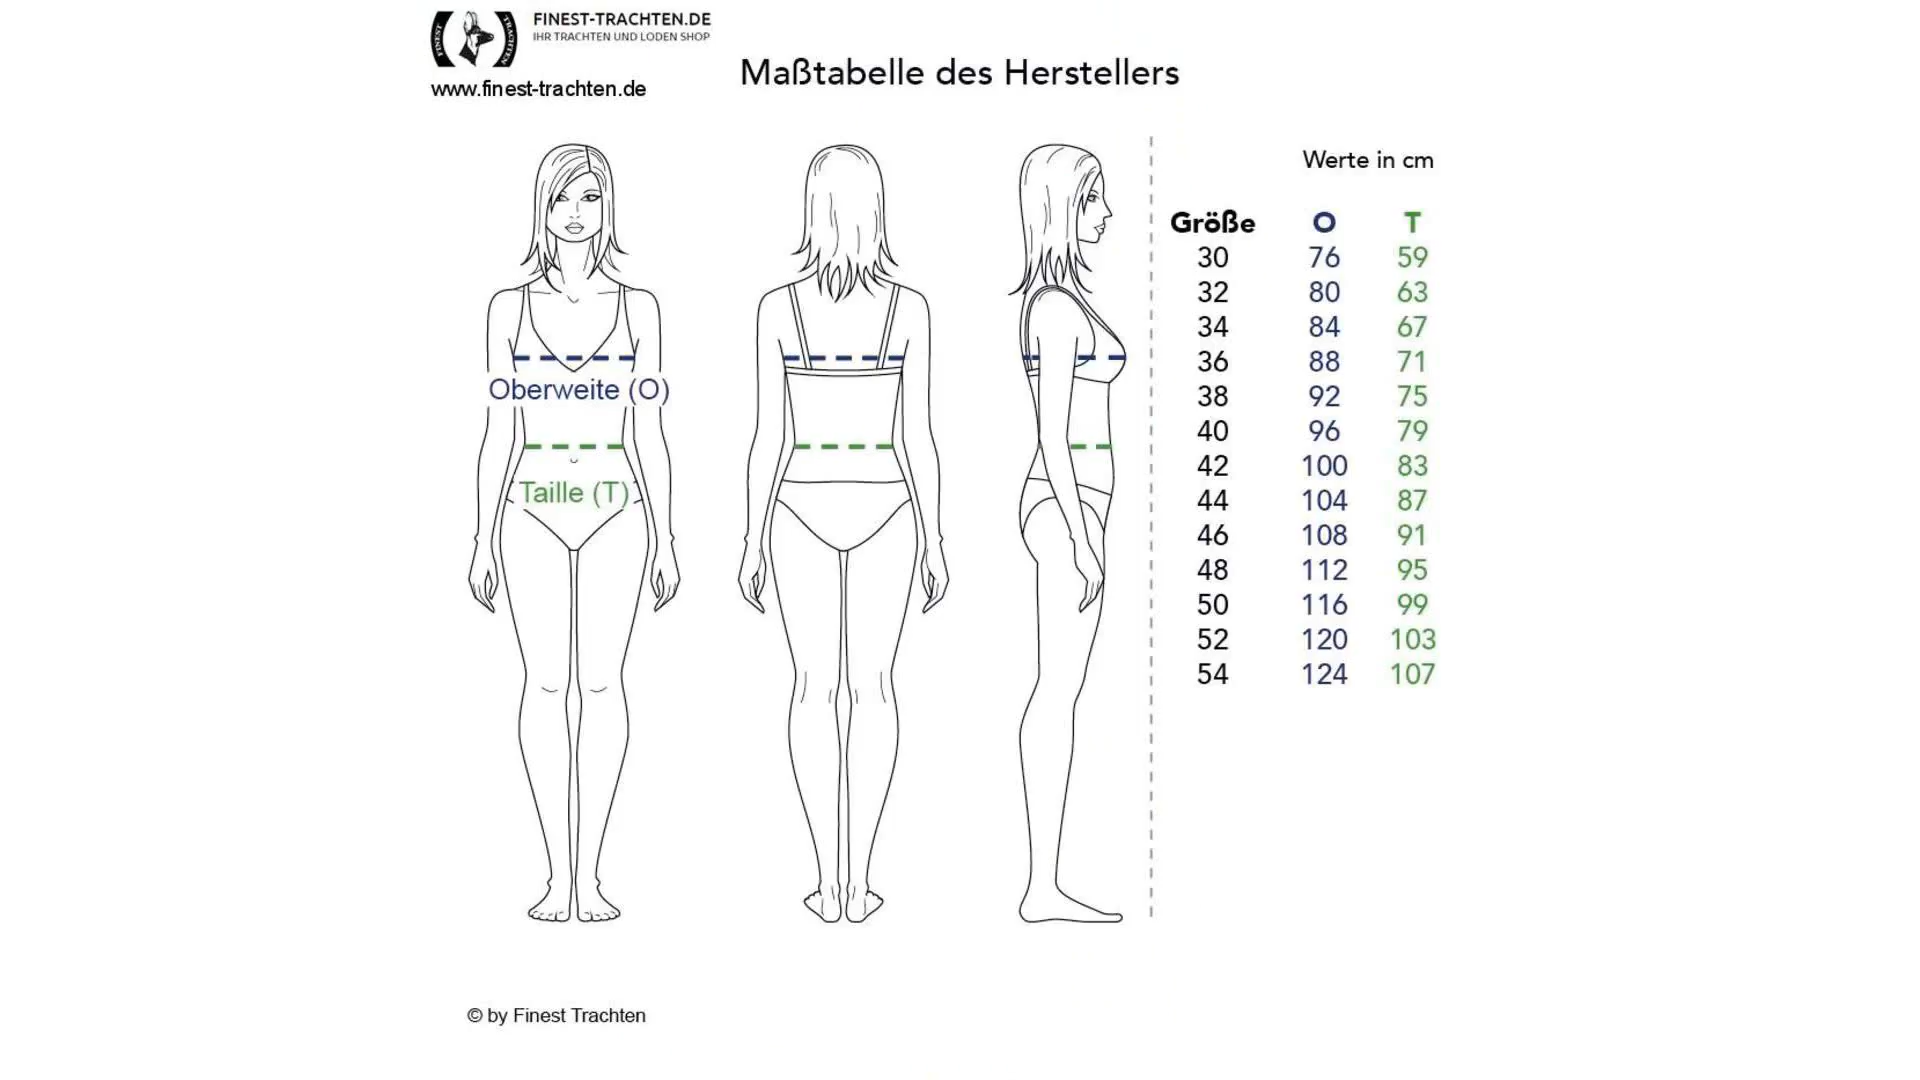 FINEST TRACHTEN
FINEST-TRACHTEN.DE
IHR TRACHTEN UND LODEN SHOP
www.finest-trachten.de
Maßtabelle des Herstellers
Werte in cm
Größe O T
30 76 59
32 80 63
34 84 67
36 88 71
38 92 75
40 96 79
42 100 83
44 104 87
46 108 91
48 112 95
50 116 99
52 120 103
54 124 107
Oberweite (O)
Taille (T)
© by Finest Trachten